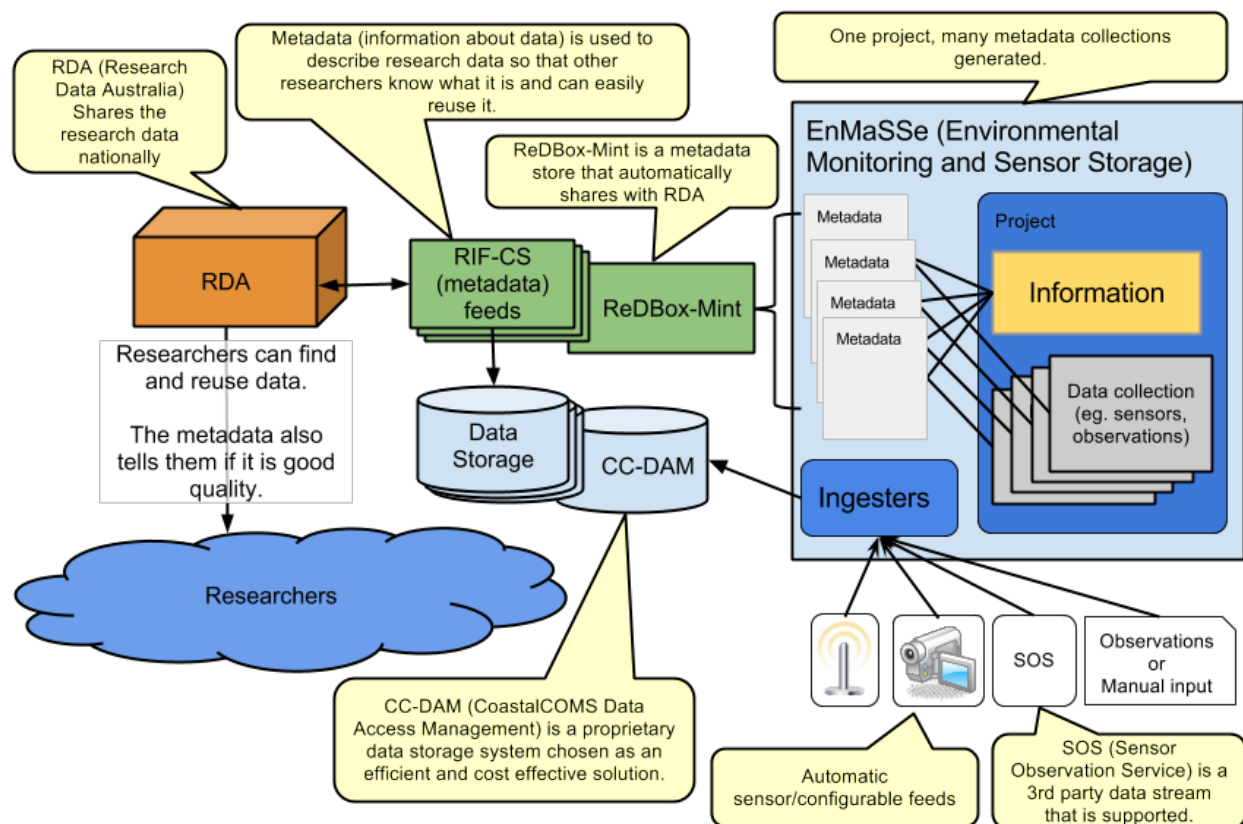 RDA (Research
Data Australia)
Shares the
research data
nationally
Metadata (information about data) is used to
describe research data so that other
researchers know what it is and can easily
reuse it.
One project, many metadata collections
generated.
ReDBox-Mint is a metadata
store that automatically
shares with RDA
EnMaSSe (Environmental
Monitoring and Sensor Storage)
Metadata
Metadata
Metadata
Metadata
Project
Information
Data collection
(eg. sensors,
observations)
RDA
RIF-CS
(metadata)
feeds
ReDBox-Mint
Researchers can find
and reuse data.
The metadata also
tells them if it is good
quality.
Data
Storage
CC-DAM
Ingesters
Researchers
SOS
Observations
or
Manual input
CC-DAM (CoastalCOMS Data
Access Management) is a proprietary
data storage system chosen as an
efficient and cost effective solution.
Automatic
sensor/configurable feeds
SOS (Sensor
Observation Service) is a
3rd party data stream
that is supported.